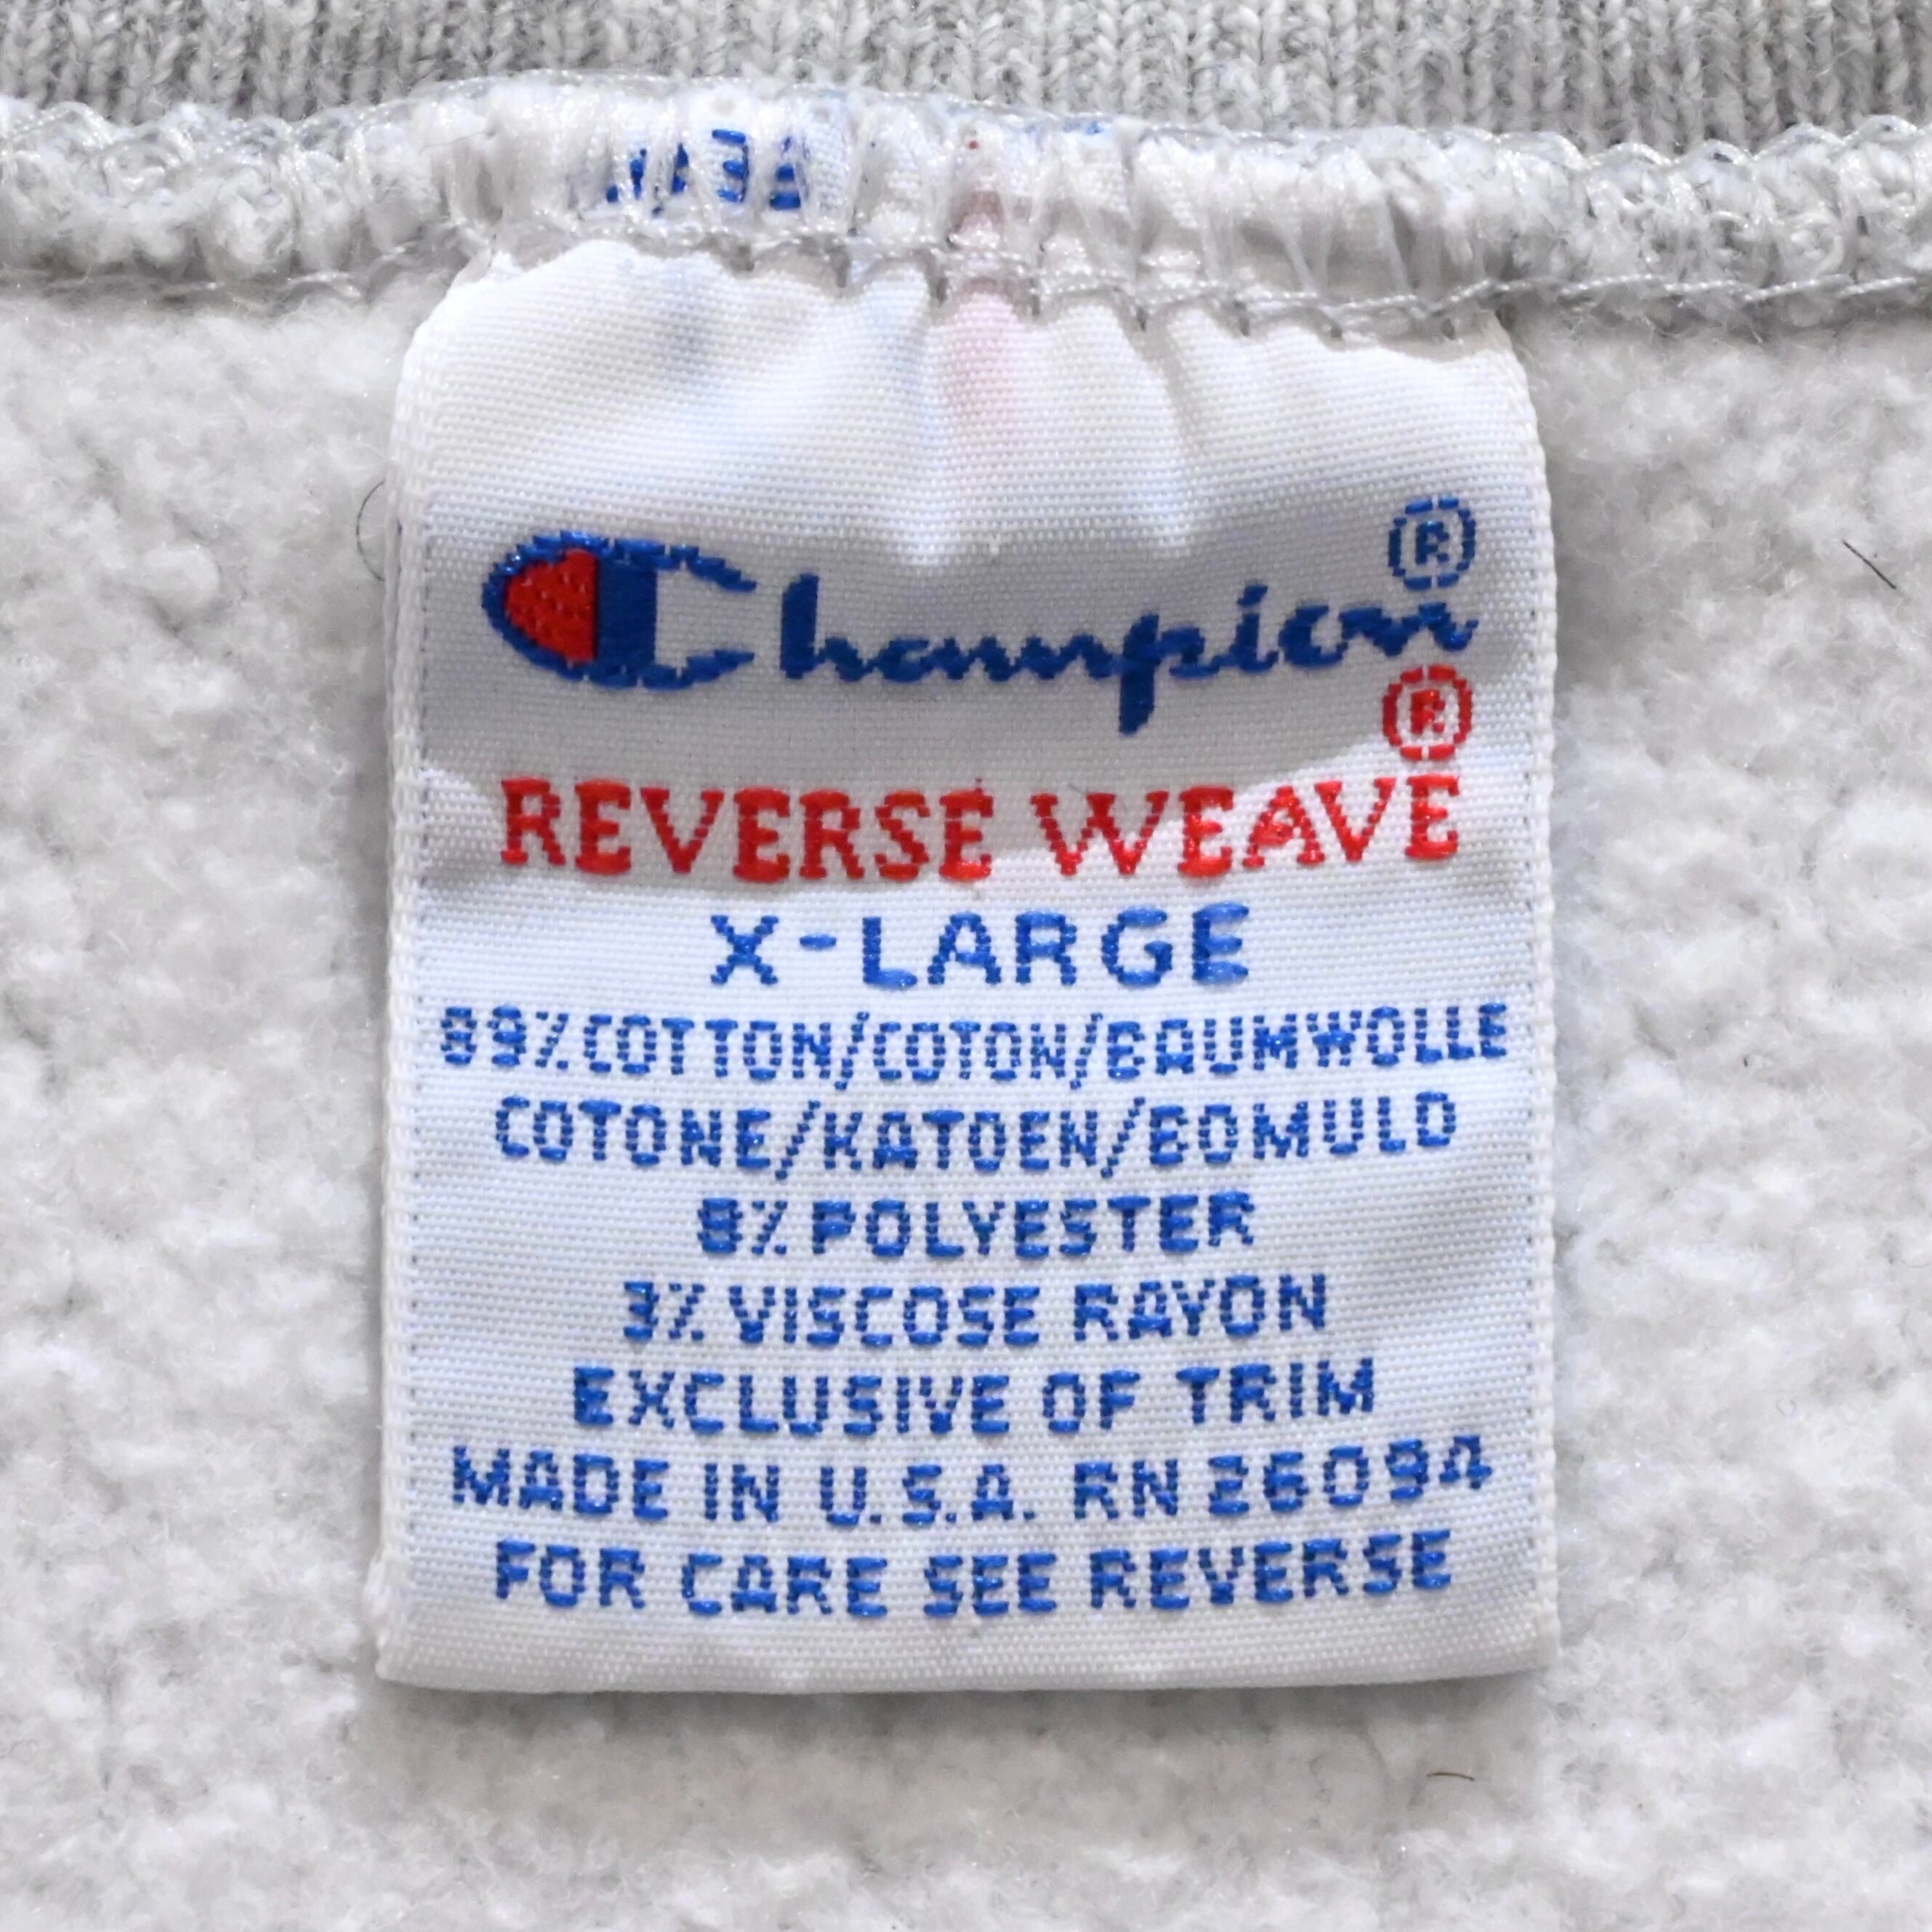 Champion®
®
REVERSE WEAVE
X-LARGE
89% COTTON/COTON/BAUMWOLLE
COTONE/KATOEN/BOMULD
8% POLYESTER
3% VISCOSE RAYON
EXCLUSIVE OF TRIM
MADE IN U.S.A. RN 26094
FOR CARE SEE REVERSE